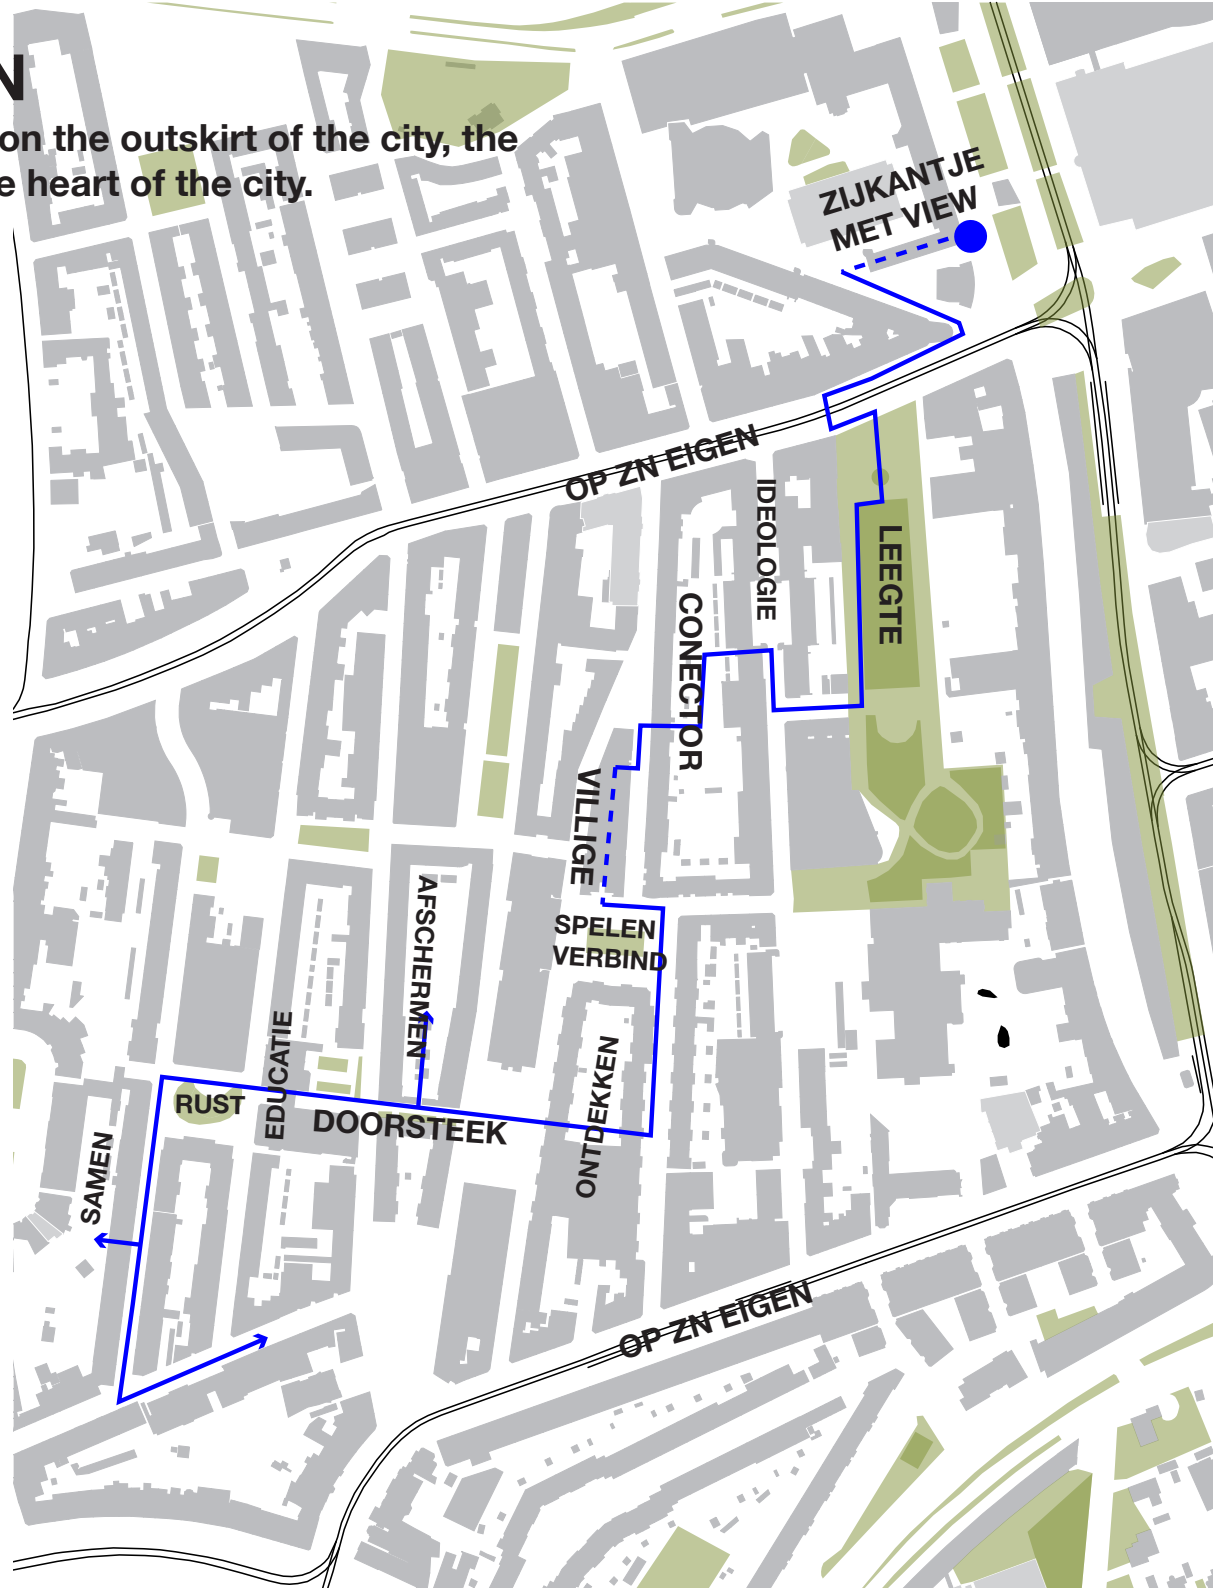 N
on the outskirt of the city, the
e heart of the city.
ZIJKANTJE
MET VIEW
OP ZN EIGEN
IDEOLOGIE
LEEGTE
CONECTOR
VILLIGE
AFSCHERMEN
SPELEN
VERBIND
EDUCATIE
ONTDEKKEN
RUST
DOORSTEEK
SAMEN
OP ZN EIGEN